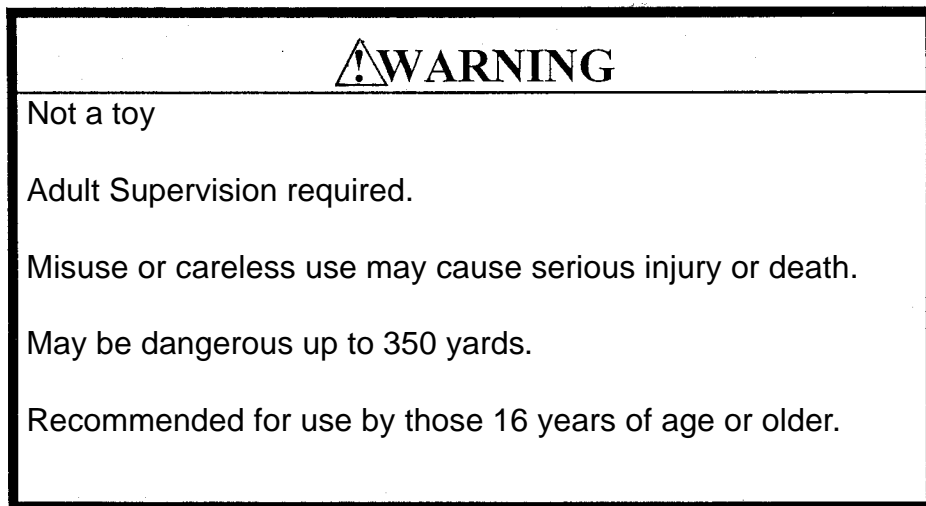 ⚠WARNING
Not a toy
Adult Supervision required.
Misuse or careless use may cause serious injury or death.
May be dangerous up to 350 yards.
Recommended for use by those 16 years of age or older.